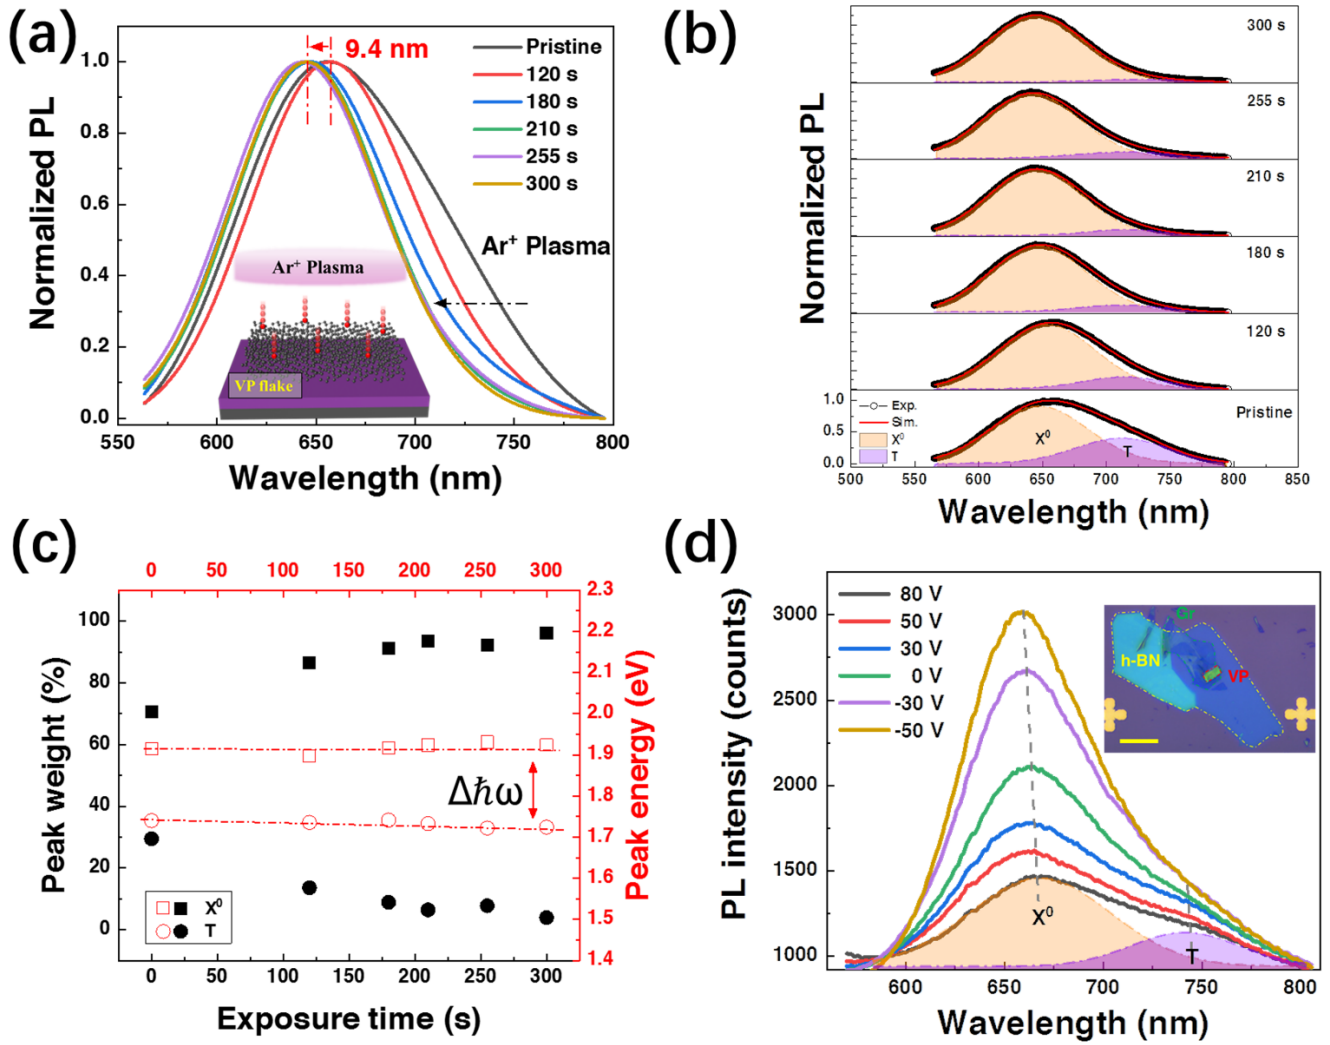 (a)
9.4 nm
Pristine
120 s
180 s
210 s
255 s
300 s
Ar⁺ Plasma
Ar⁺ Plasma
VP flake
1.0
0.8
0.6
0.4
0.2
0.0
Normalized PL
550 600 650 700 750 800
Wavelength (nm)
(b)
300 s
255 s
210 s
180 s
120 s
Pristine
Exp.
Sim.
X⁰
T
X⁰
T
1.0
0.5
0.0
Normalized PL
500 550 600 650 700 750 800 850
Wavelength (nm)
(c)
0 50 100 150 200 250 300
100
80
60
40
20
0
Peak weight (%)
2.3
2.2
2.1
2.0
1.9
1.8
1.7
1.6
1.5
1.4
Peak energy (eV)
Δℏω
X⁰
T
0 50 100 150 200 250 300
Exposure time (s)
(d)
80 V
50 V
30 V
0 V
-30 V
-50 V
Gr
h-BN
VP
X⁰
T
3000
2500
2000
1500
1000
PL intensity (counts)
600 650 700 750 800
Wavelength (nm)